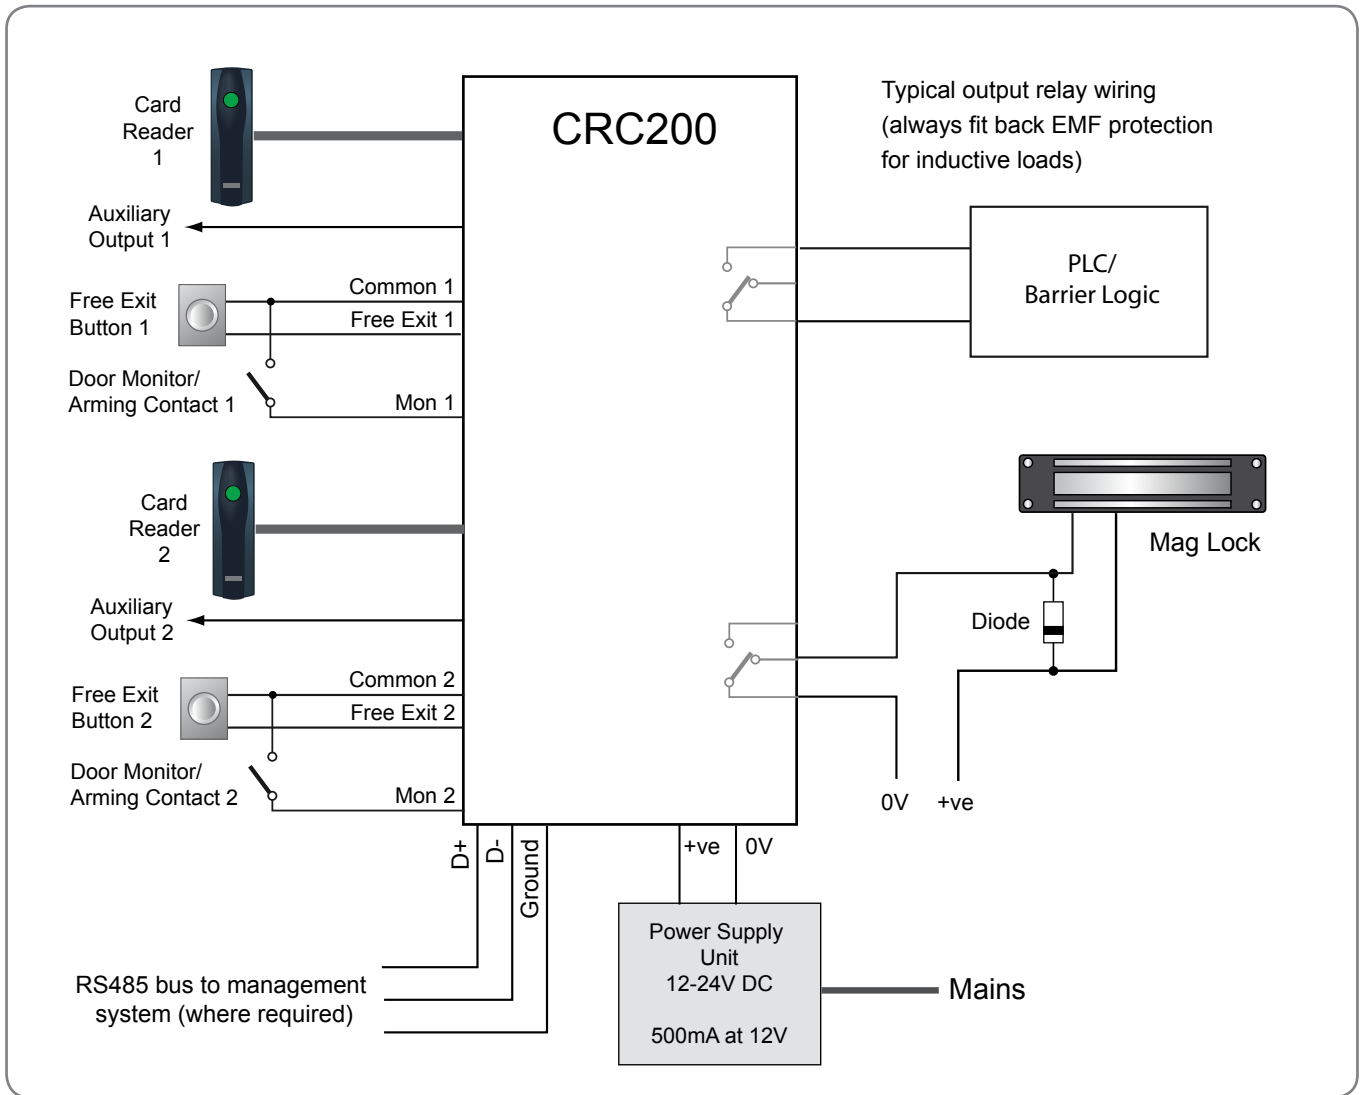 CRC200
Typical output relay wiring
(always fit back EMF protection
for inductive loads)
Card
Reader
1
Auxiliary
Output 1
Free Exit
Button 1
Common 1
Free Exit 1
Door Monitor/
Arming Contact 1
Mon 1
PLC/
Barrier Logic
Card
Reader
2
Mag Lock
Auxiliary
Output 2
Diode
Free Exit
Button 2
Common 2
Free Exit 2
Door Monitor/
Arming Contact 2
Mon 2
0V
+ve
D+
D-
Ground
+ve
0V
Power Supply
Unit
12-24V DC
500mA at 12V
Mains
RS485 bus to management
system (where required)